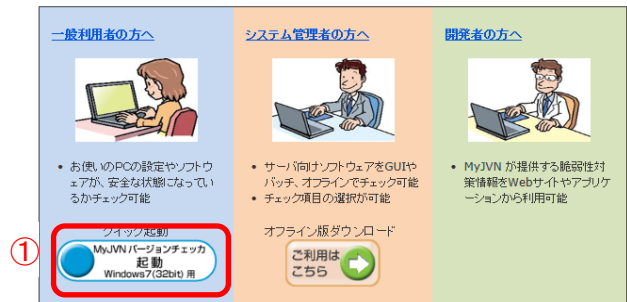 一般利用者の方へ
システム管理者の方へ
開発者の方へ
• お使いのPCの設定やソフトウ
ェアが、安全な状態になってい
るかチェック可能
• サーバ向けソフトウェアをGUIや
バッチ、オフラインでチェック可能
• チェック項目の選択が可能
• MyJVN が提供する脆弱性対
策情報をWebサイトやアプリケ
ーションから利用可能
クイック起動
①
MyJVN バージョンチェッカ
起動
Windows7(32bit) 用
オフライン版ダウンロード
ご利用は
こちら